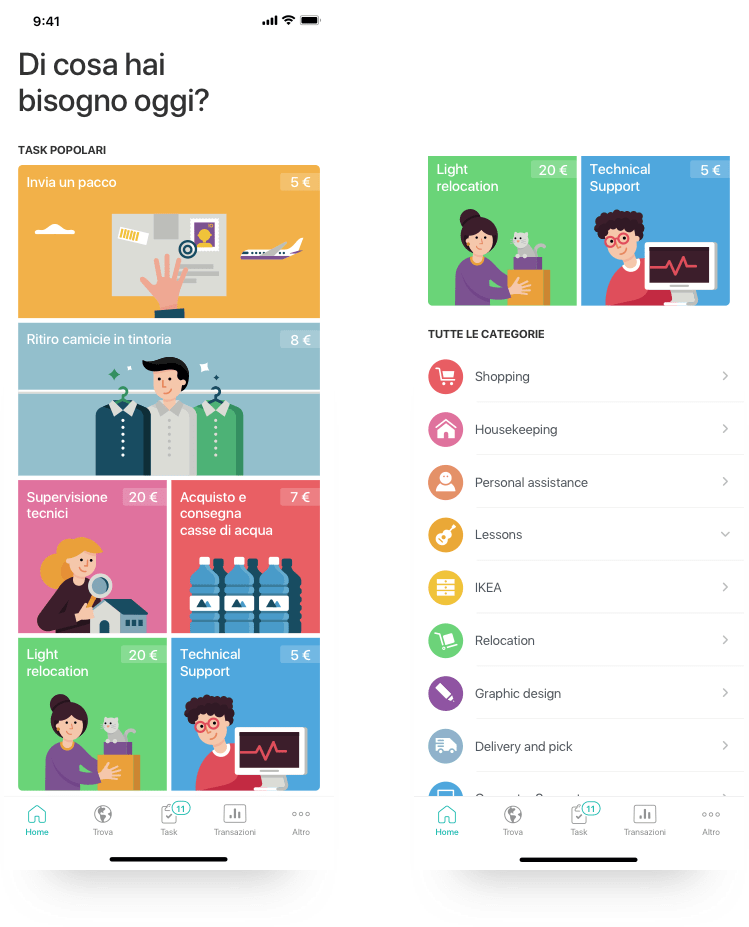 9:41
Di cosa hai
bisogno oggi?
TASK POPOLARI
Invia un pacco
5 €
Ritiro camicie in tintoria
8 €
Supervisione
tecnici
20 €
Acquisto e
consegna
casse di acqua
7 €
Light
relocation
20 €
Technical
Support
5 €
Home
Trova
11
Task
Transazioni
Altro
Light
relocation
20 €
Technical
Support
5 €
TUTTE LE CATEGORIE
Shopping
Housekeeping
Personal assistance
Lessons
IKEA
Relocation
Graphic design
Delivery and pick
Home
Trova
11
Task
Transazioni
Altro